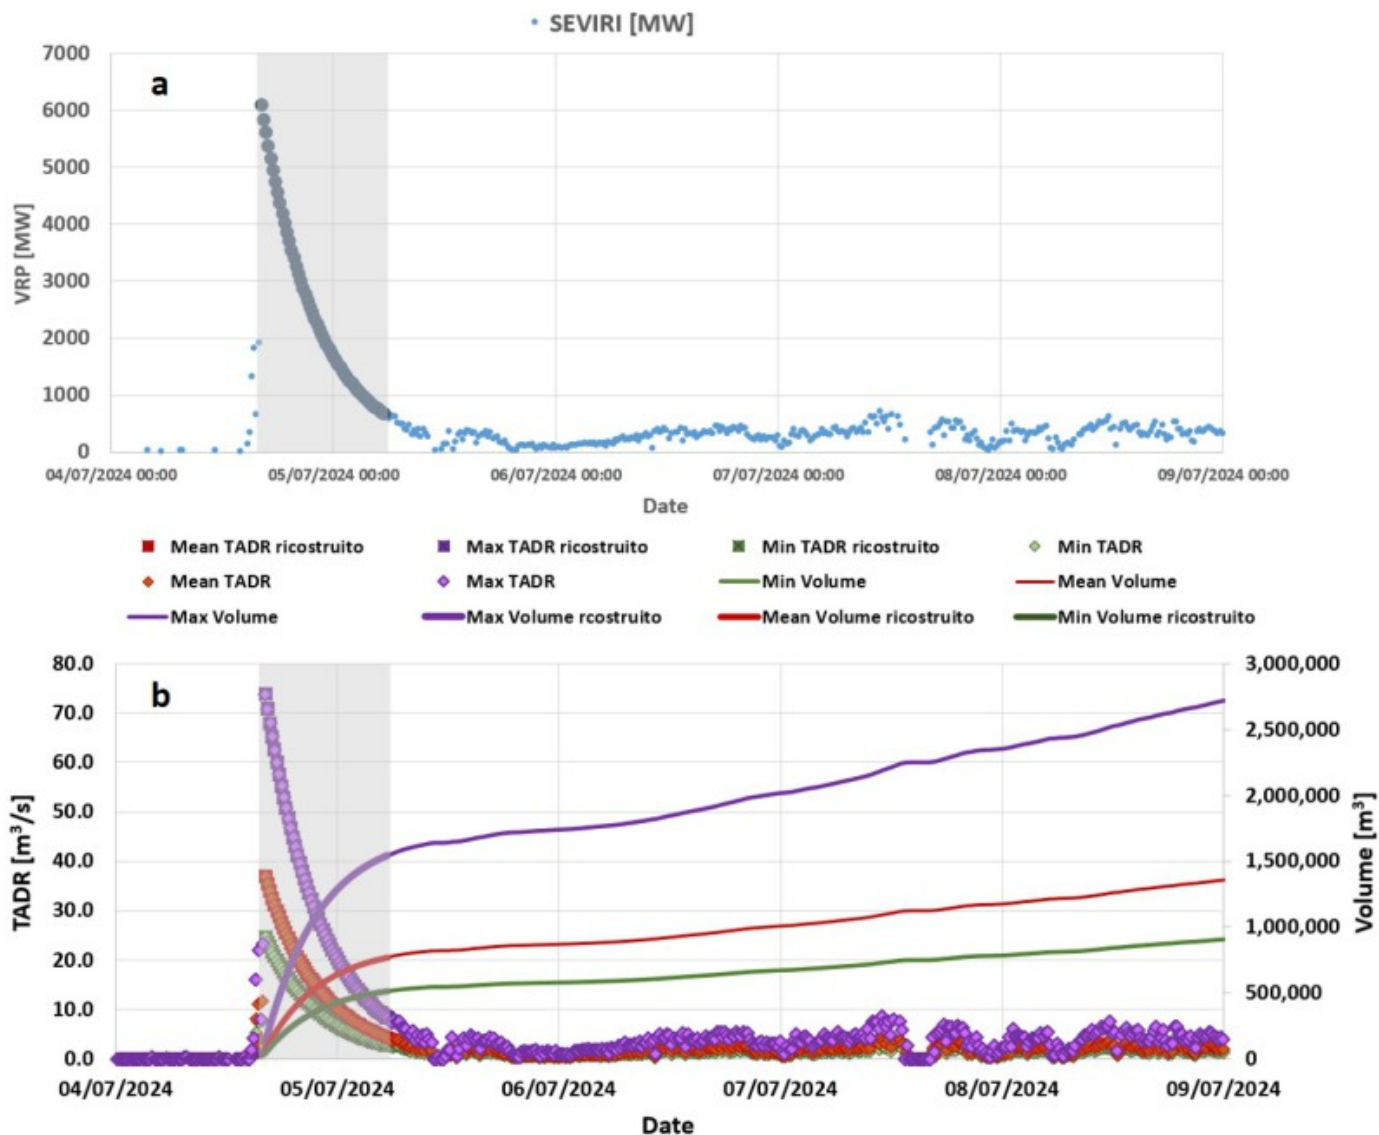 SEVIRI [MW]
a
7000
6000
5000
4000
3000
2000
1000
0
VRP [MW]
04/07/2024 00:00 05/07/2024 00:00 06/07/2024 00:00 07/07/2024 00:00 08/07/2024 00:00 09/07/2024 00:00
Date
Mean TADR ricostruito Max TADR ricostruito Min TADR ricostruito Min TADR
Mean TADR Max TADR Min Volume Mean Volume
Max Volume Max Volume rcostruito Mean Volume ricostruito Min Volume ricostruito
b
80.0
70.0
60.0
50.0
40.0
30.0
20.0
10.0
0.0
TADR [m³/s]
3,000,000
2,500,000
2,000,000
1,500,000
1,000,000
500,000
0
Volume [m³]
04/07/2024 05/07/2024 06/07/2024 07/07/2024 08/07/2024 09/07/2024
Date